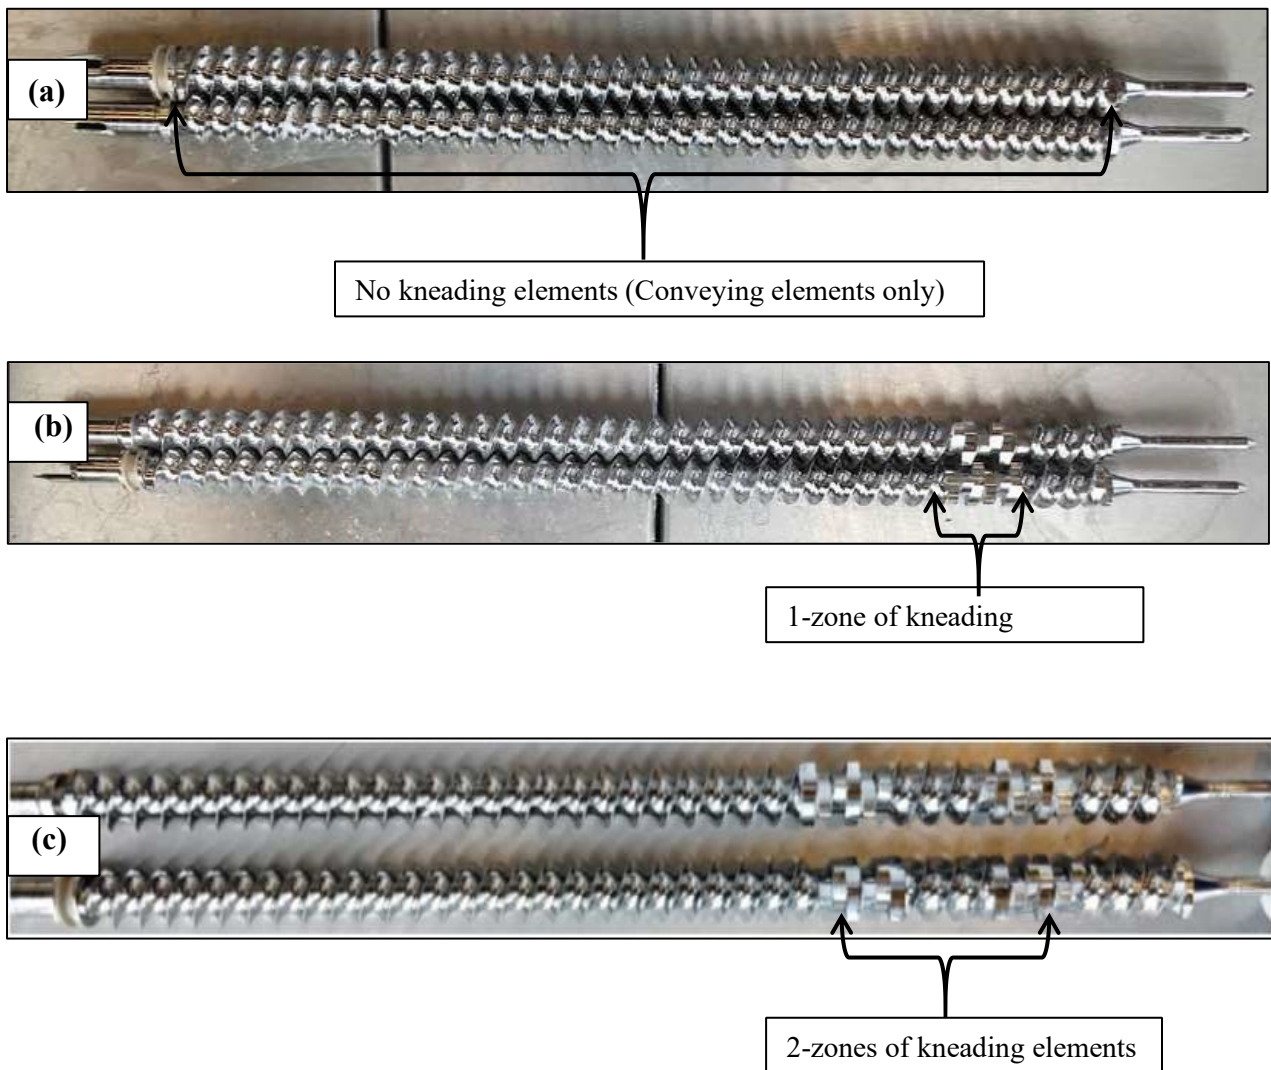 (a)
No kneading elements (Conveying elements only)
(b)
1-zone of kneading
(c)
2-zones of kneading elements